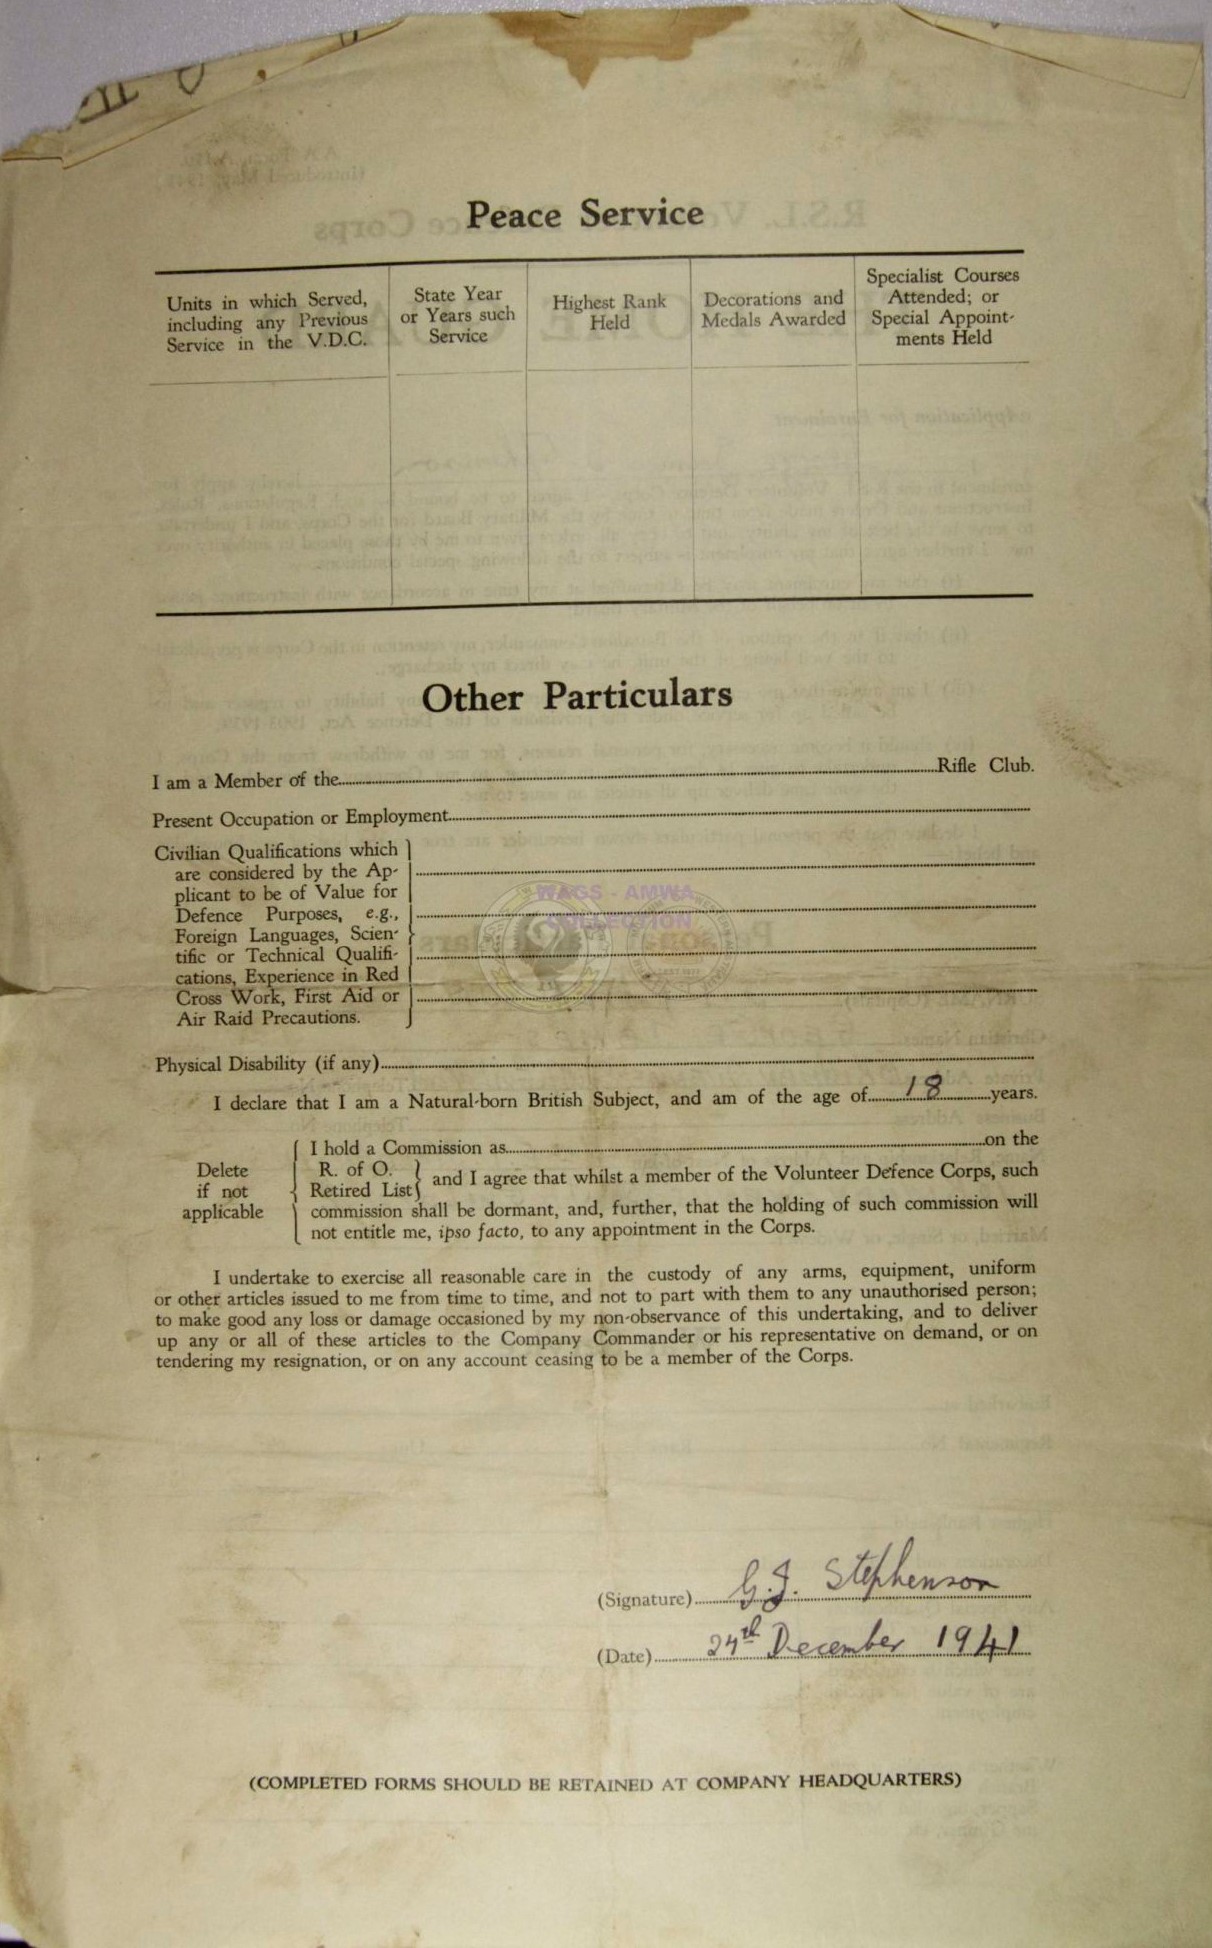 Peace Service
Units in which Served, including any Previous Service in the V.D.C.
State Year or Years such Service
Highest Rank Held
Decorations and Medals Awarded
Specialist Courses Attended; or Special Appoint-ments Held
Other Particulars
I am a Member of the Rifle Club.
Present Occupation or Employment
Civilian Qualifications which
are considered by the Ap-
plicant to be of Value for
Defence Purposes, e.g.,
Foreign Languages, Scien-
tific or Technical Qualifi-
cations, Experience in Red
Cross Work, First Aid or
Air Raid Precautions.
WAGS - AMWA
COLLECTION
Physical Disability (if any)
I declare that I am a Natural-born British Subject, and am of the age of 18 years.
Delete
if not
applicable
I hold a Commission as on the
R. of O.
Retired List
and I agree that whilst a member of the Volunteer Defence Corps, such
commission shall be dormant, and, further, that the holding of such commission will
not entitle me, ipso facto, to any appointment in the Corps.
I undertake to exercise all reasonable care in the custody of any arms, equipment, uniform
or other articles issued to me from time to time, and not to part with them to any unauthorised person;
to make good any loss or damage occasioned by my non-observance of this undertaking, and to deliver
up any or all of these articles to the Company Commander or his representative on demand, or on
tendering my resignation, or on any account ceasing to be a member of the Corps.
(Signature) G.J. Stephenson
(Date) 24th December 1941
(COMPLETED FORMS SHOULD BE RETAINED AT COMPANY HEADQUARTERS)